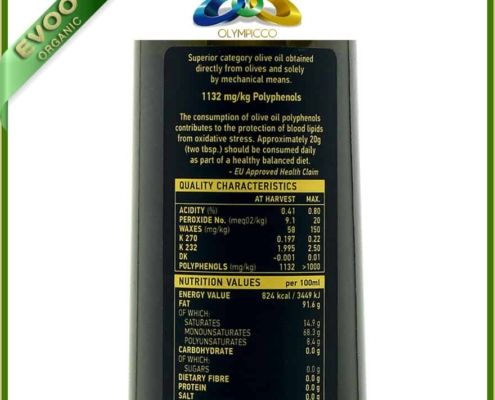 EVOO
ORGANIC
OLYMPICCO
Superior category olive oil obtained
directly from olives and solely
by mechanical means.
1132 mg/kg Polyphenols
The consumption of olive oil polyphenols
contributes to the protection of blood lipids
from oxidative stress. Approximately 20g
(two tbsp.) should be consumed daily
as part of a healthy balanced diet.
- EU Approved Health Claim
QUALITY CHARACTERISTICS
AT HARVEST MAX.
ACIDITY (%) 0.41 0.80
PEROXIDE No. (meqO2/kg) 9.1 20
WAXES (mg/kg) 58 150
K 270 0.197 0.22
K 232 1.995 2.50
DK -0.001 0.01
POLYPHENOLS (mg/kg) 1132 >1000
NUTRITION VALUES per 100ml
ENERGY VALUE 824 kcal / 3449 kJ
FAT 91.6 g
OF WHICH:
SATURATES 14.9 g
MONOUNSATURATES 68.3 g
POLYUNSATURATES 8.4 g
CARBOHYDRATE 0.0 g
OF WHICH:
SUGARS 0.0 g
DIETARY FIBRE 0.0 g
PROTEIN 0.0 g
SALT 0.0 g